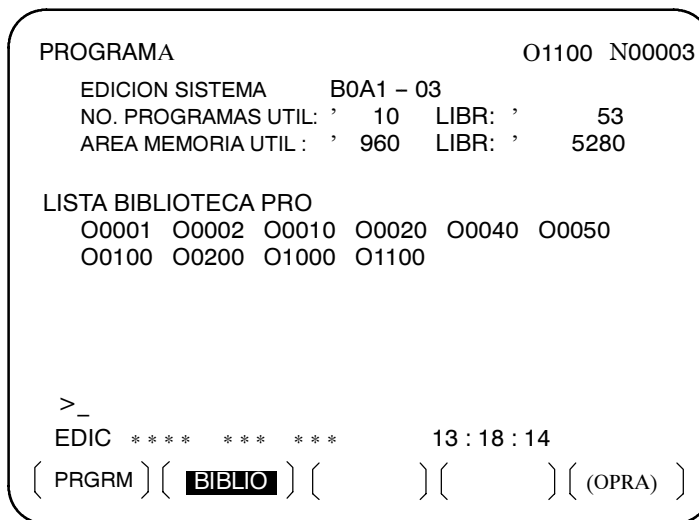 PROGRAMA O1100 N00003
EDICION SISTEMA B0A1 – 03
NO. PROGRAMAS UTIL: ’ 10 LIBR: ’ 53
AREA MEMORIA UTIL : ’ 960 LIBR: ’ 5280
LISTA BIBLIOTECA PRO
O0001 O0002 O0010 O0020 O0040 O0050
O0100 O0200 O1000 O1100
>_
EDIC **** *** *** 13 : 18 : 14
[ PRGRM ] [ BIBLIO ] [ ] [ ] [ (OPRA) ]